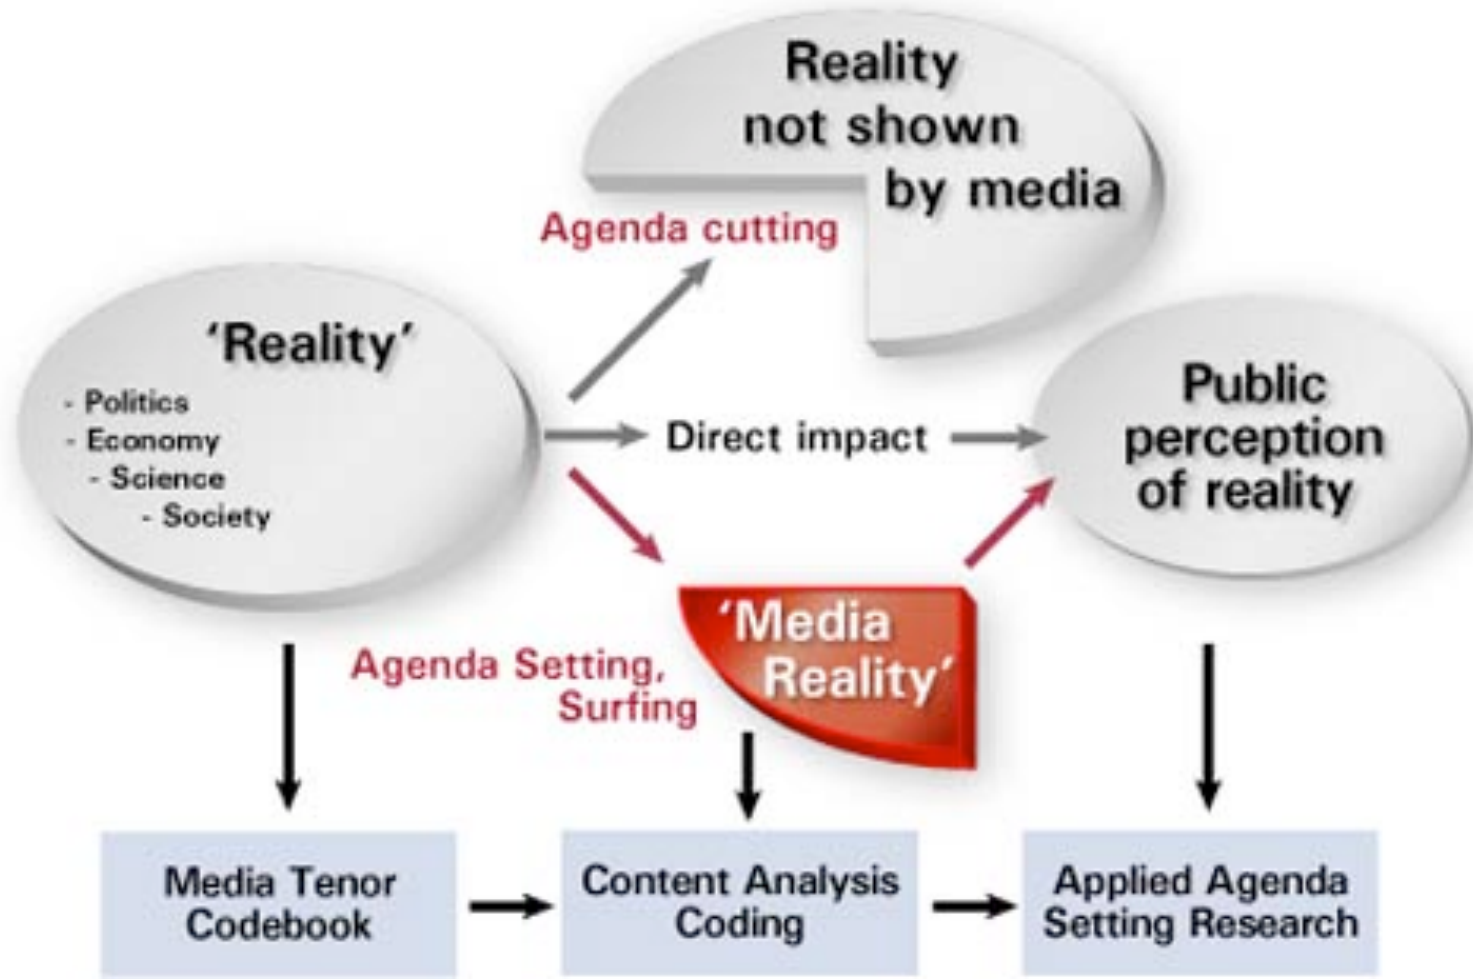 Reality
not shown
by media
Agenda cutting
‘Reality’
- Politics
- Economy
- Science
- Society
Direct impact
Public
perception
of reality
‘Media
Reality’
Agenda Setting,
Surfing
Media Tenor
Codebook
Content Analysis
Coding
Applied Agenda
Setting Research